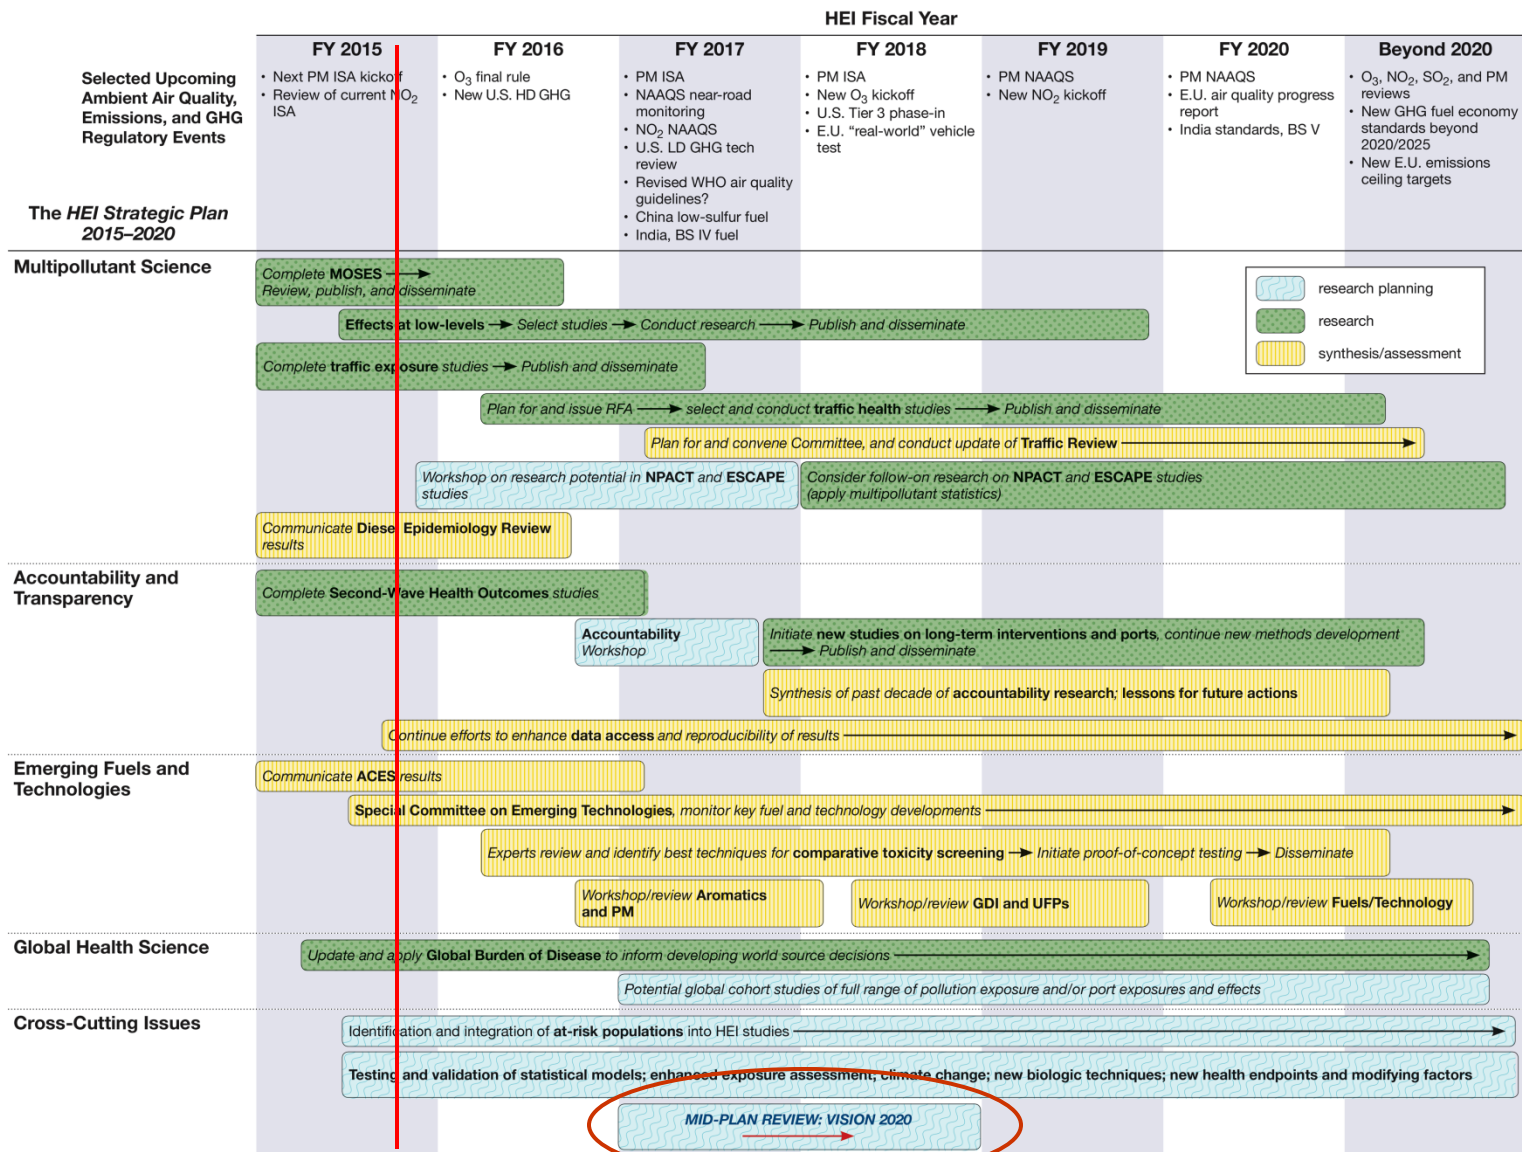 HEI Fiscal Year
FY 2015
FY 2016
FY 2017
FY 2018
FY 2019
FY 2020
Beyond 2020
Selected Upcoming
Ambient Air Quality,
Emissions, and GHG
Regulatory Events
• Next PM ISA kickoff
• Review of current NO₂
ISA
• O₃ final rule
• New U.S. HD GHG
• PM ISA
• NAAQS near-road
monitoring
• NO₂ NAAQS
• U.S. LD GHG tech
review
• Revised WHO air quality
guidelines?
• China low-sulfur fuel
• India, BS IV fuel
• PM ISA
• New O₃ kickoff
• U.S. Tier 3 phase-in
• E.U. “real-world” vehicle
test
• PM NAAQS
• New NO₂ kickoff
• PM NAAQS
• E.U. air quality progress
report
• India standards, BS V
• O₃, NO₂, SO₂, and PM
reviews
• New GHG fuel economy
standards beyond
2020/2025
• New E.U. emissions
ceiling targets
The HEI Strategic Plan
2015–2020
Multipollutant Science
research planning
research
synthesis/assessment
Complete MOSES
Review, publish, and disseminate
Effects at low-levels → Select studies → Conduct research → Publish and disseminate
Complete traffic exposure studies → Publish and disseminate
Plan for and issue RFA → select and conduct traffic health studies → Publish and disseminate
Plan for and convene Committee, and conduct update of Traffic Review
Workshop on research potential in NPACT and ESCAPE
studies
Consider follow-on research on NPACT and ESCAPE studies
(apply multipollutant statistics)
Communicate Diesel Epidemiology Review
results
Accountability and
Transparency
Complete Second-Wave Health Outcomes studies
Accountability
Workshop
Initiate new studies on long-term interventions and ports, continue new methods development
→ Publish and disseminate
Synthesis of past decade of accountability research; lessons for future actions
Continue efforts to enhance data access and reproducibility of results
Emerging Fuels and
Technologies
Communicate ACES results
Special Committee on Emerging Technologies, monitor key fuel and technology developments
Experts review and identify best techniques for comparative toxicity screening → Initiate proof-of-concept testing → Disseminate
Workshop/review Aromatics
and PM
Workshop/review GDI and UFPs
Workshop/review Fuels/Technology
Global Health Science
Update and apply Global Burden of Disease to inform developing world source decisions
Potential global cohort studies of full range of pollution exposure and/or port exposures and effects
Cross-Cutting Issues
Identification and integration of at-risk populations into HEI studies
Testing and validation of statistical models; enhanced exposure assessment; climate change; new biologic techniques; new health endpoints and modifying factors
MID-PLAN REVIEW: VISION 2020